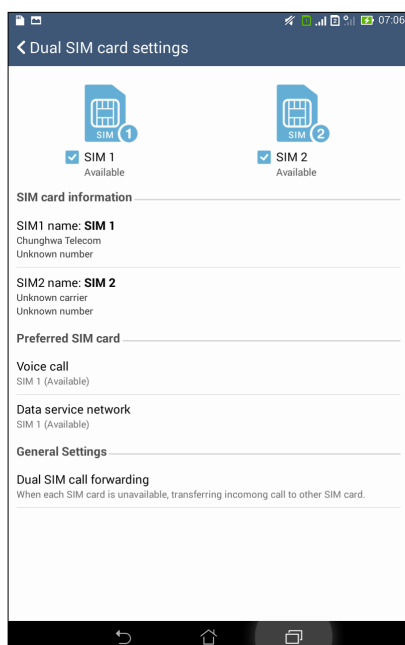 07:06
Dual SIM card settings
SIM 1
SIM 2
SIM 1
SIM 2
Available
Available
SIM card information
SIM1 name: SIM 1
Chunghwa Telecom
Unknown number
SIM2 name: SIM 2
Unknown carrier
Unknown number
Preferred SIM card
Voice call
SIM 1 (Available)
Data service network
SIM 1 (Available)
General Settings
Dual SIM call forwarding
When each SIM card is unavailable, transferring incomong call to other SIM card.